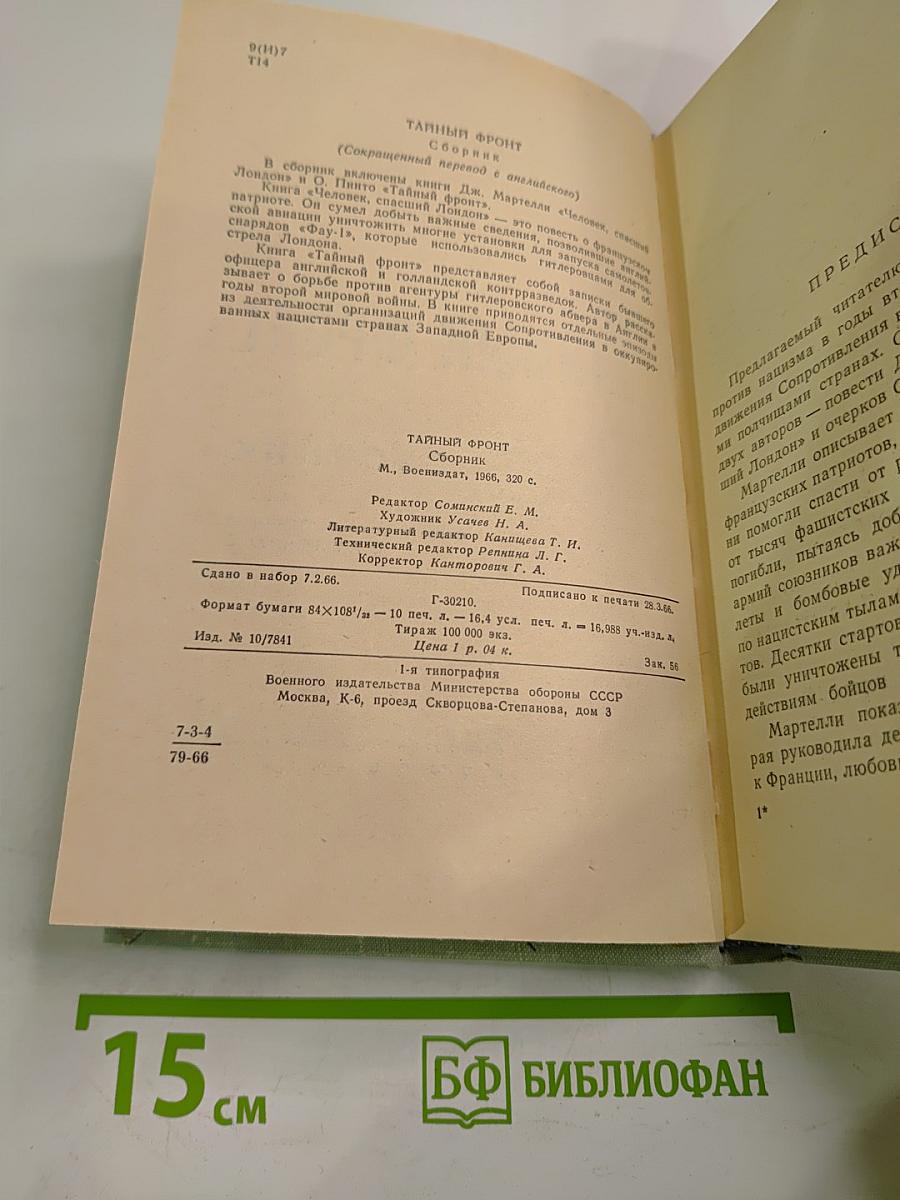 9(И)7
Т14
ТАЙНЫЙ ФРОНТ
Сборник
(Сокращенный перевод с английского)
В сборник включены книги Дж. Мартелли «Человек, спасший
Лондон» и О. Пинто «Тайный фронт».
Книга «Человек, спасший Лондон» — это повесть о французском
патриоте. Он сумел добыть важные сведения, позволившие англий-
ской авиации уничтожить многие установки для запуска самолетов-
снарядов «Фау-1», которые использовались гитлеровцами для об-
стрела Лондона.
Книга «Тайный фронт» представляет собой записки бывшего
офицера английской и голландской контрразведок. Автор расска-
зывает о борьбе против агентуры гитлеровского абвера в Англии в
годы второй мировой войны. В книге приводятся отдельные эпизоды
из деятельности организаций движения Сопротивления в оккупиро-
ванных нацистами странах Западной Европы.
ТАЙНЫЙ ФРОНТ
Сборник
М., Воениздат, 1966, 320 с.
Редактор Соминский Е. М.
Художник Усачев Н. А.
Литературный редактор Канищева Т. И.
Технический редактор Репнина Л. Г.
Корректор Канторович Г. А.
Сдано в набор 7.2.66. Подписано к печати 28.3.66.
Г-30210.
Формат бумаги 84×108¹/₃₂ — 10 печ. л. — 16,4 усл. печ. л. = 16,988 уч.-изд. л,
Тираж 100 000 экз.
Изд. № 10/7841 Цена 1 р. 04 к. Зак. 56
1-я типография
Военного издательства Министерства обороны СССР
Москва, К-6, проезд Скворцова-Степанова, дом 3
7-3-4
79-66
ПРЕДИС
Предлагаемый читателю
против нацизма в годы вт
движения Сопротивления в
ми полчищами странах. С
двух авторов — повести Д
ший Лондон» и очерков О
Мартелли описывает
французских патриотов,
ни помогли спасти от р
от тысяч фашистских
погибли, пытаясь доб
армий союзников важ
леты и бомбовые уд
по нацистским тылам
тов. Десятки стартов
были уничтожены т
действиям бойцов
Мартелли показ
рая руководила де
к Франции, любовь
1*
15 см
БФ БИБЛИОФАН